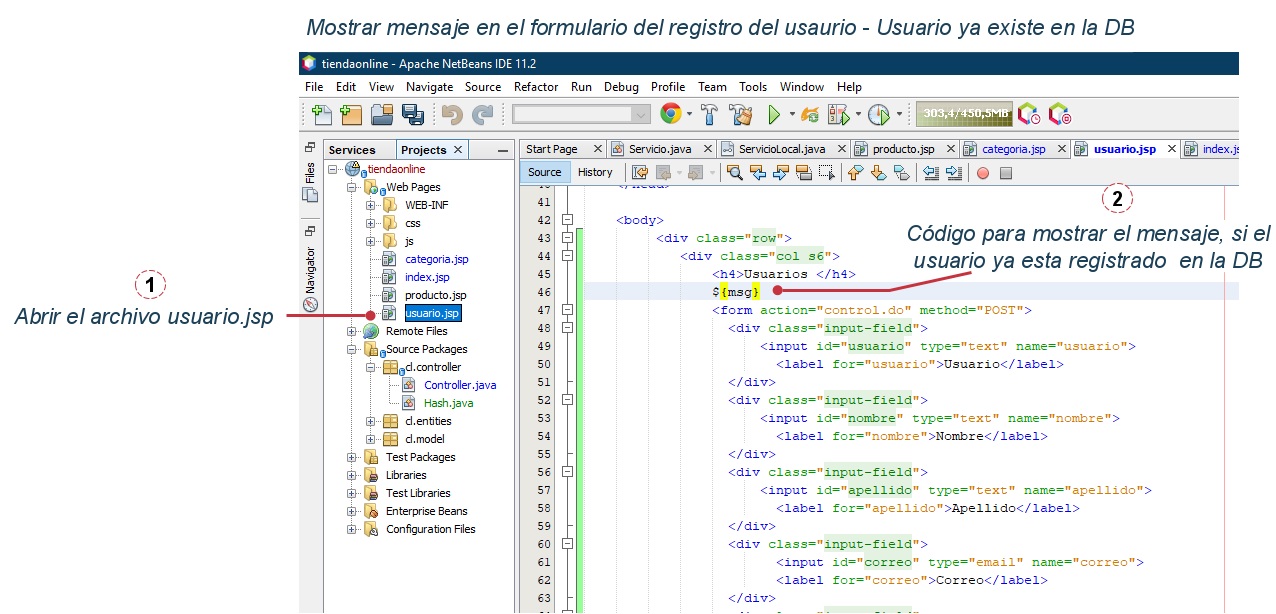 Mostrar mensaje en el formulario del registro del usaurio - Usuario ya existe en la DB
tiendaonline - Apache NetBeans IDE 11.2
File Edit View Navigate Source Refactor Run Debug Profile Team Tools Window Help
303,4/450,5MB
Services Projects
Files
Navigator
tiendaonline
Web Pages
WEB-INF
css
js
categoria.jsp
index.jsp
producto.jsp
usuario.jsp
Remote Files
Source Packages
cl.controller
Controller.java
Hash.java
cl.entities
cl.model
Test Packages
Libraries
Test Libraries
Enterprise Beans
Configuration Files
1
Abrir el archivo usuario.jsp
Start Page Servicio.java ServicioLocal.java producto.jsp categoria.jsp usuario.jsp
Source History
2
Código para mostrar el mensaje, si el
usuario ya esta registrado en la DB
41
42 <body>
43 <div class="row">
44 <div class="col s6">
45 <h4>Usuarios </h4>
46 ${msg}
47 <form action="control.do" method="POST">
48 <div class="input-field">
49 <input id="usuario" type="text" name="usuario">
50 <label for="usuario">Usuario</label>
51 </div>
52 <div class="input-field">
53 <input id="nombre" type="text" name="nombre">
54 <label for="nombre">Nombre</label>
55 </div>
56 <div class="input-field">
57 <input id="apellido" type="text" name="apellido">
58 <label for="apellido">Apellido</label>
59 </div>
60 <div class="input-field">
61 <input id="correo" type="email" name="correo">
62 <label for="correo">Correo</label>
63 </div>